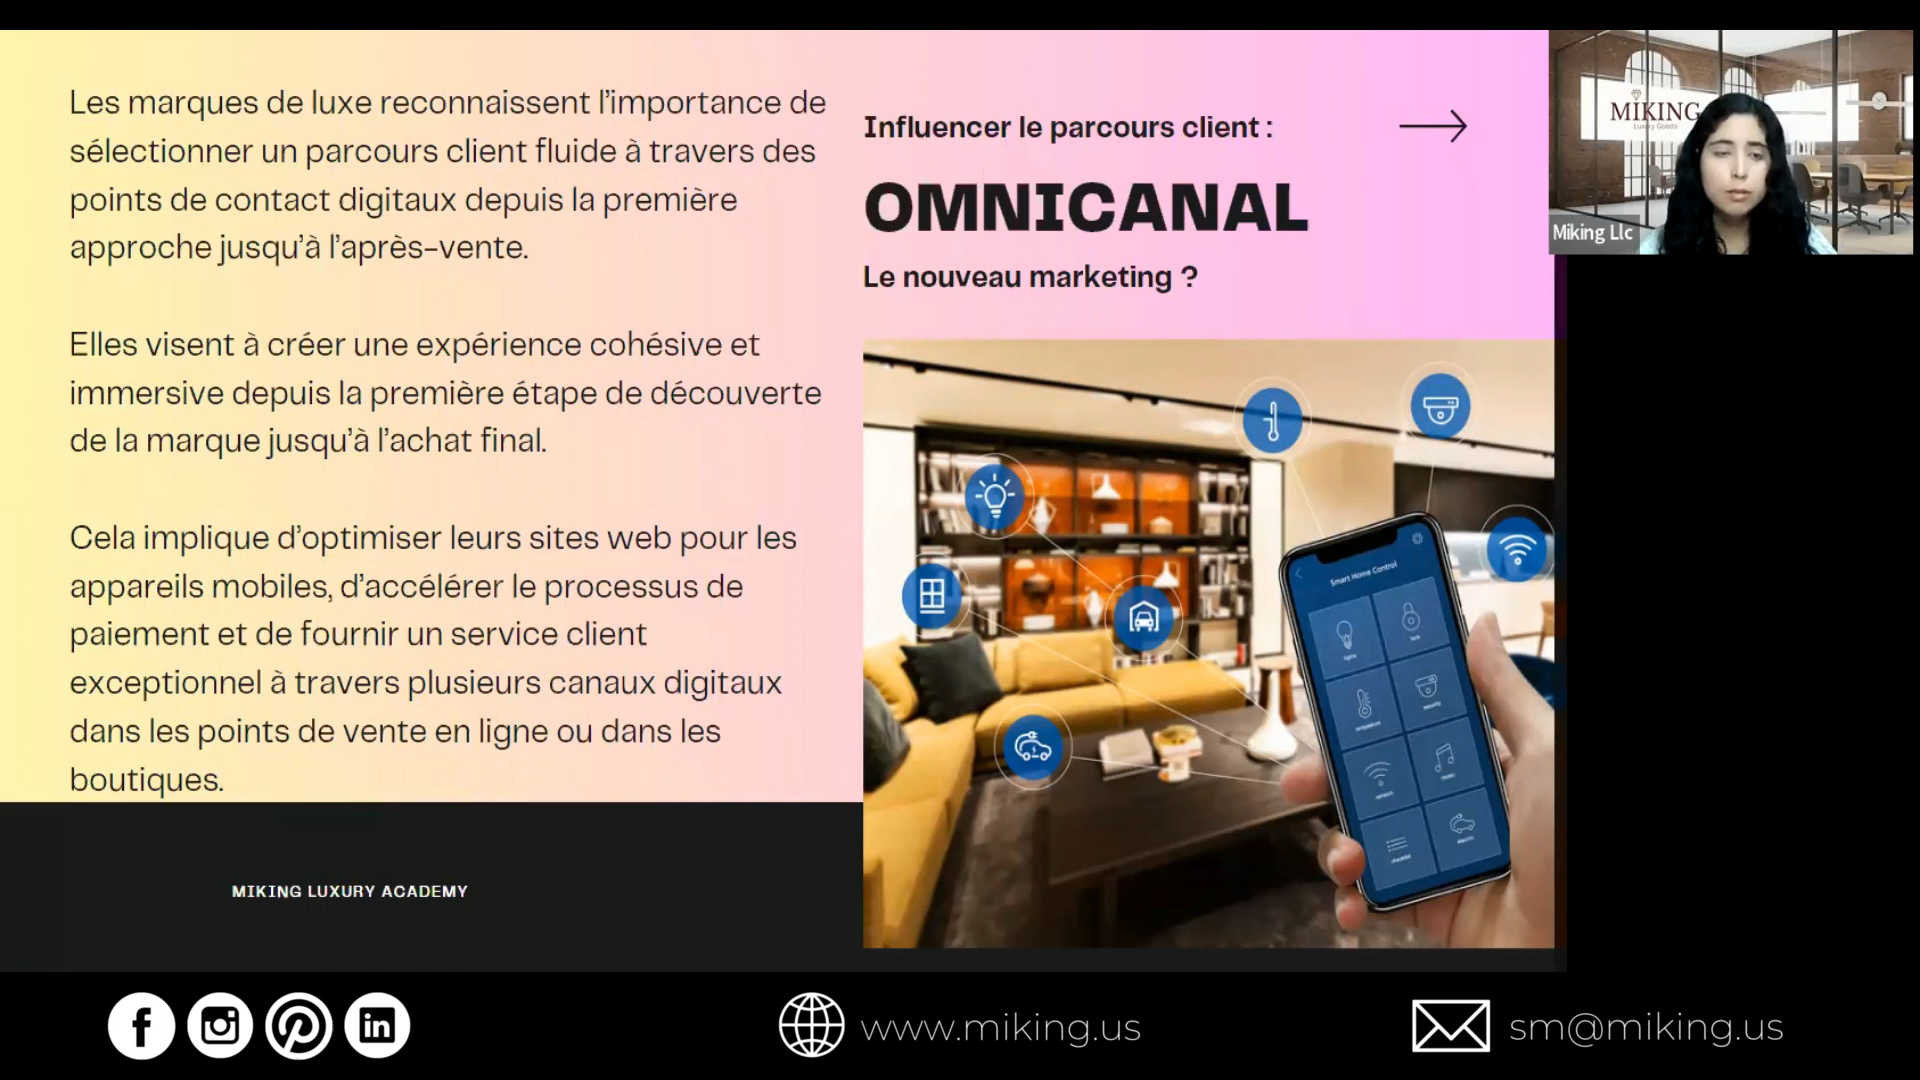 Les marques de luxe reconnaissent l'importance de
sélectionner un parcours client fluide à travers des
points de contact digitaux depuis la première
approche jusqu'à l'après-vente.
Elles visent à créer une expérience cohésive et
immersive depuis la première étape de découverte
de la marque jusqu'à l'achat final.
Cela implique d'optimiser leurs sites web pour les
appareils mobiles, d'accélérer le processus de
paiement et de fournir un service client
exceptionnel à travers plusieurs canaux digitaux
dans les points de vente en ligne ou dans les
boutiques.
MIKING LUXURY ACADEMY
Influencer le parcours client :
OMNICANAL
Le nouveau marketing ?
Smart Home Control
MIKING
Luxury Goods
Miking Llc
www.miking.us
sm@miking.us